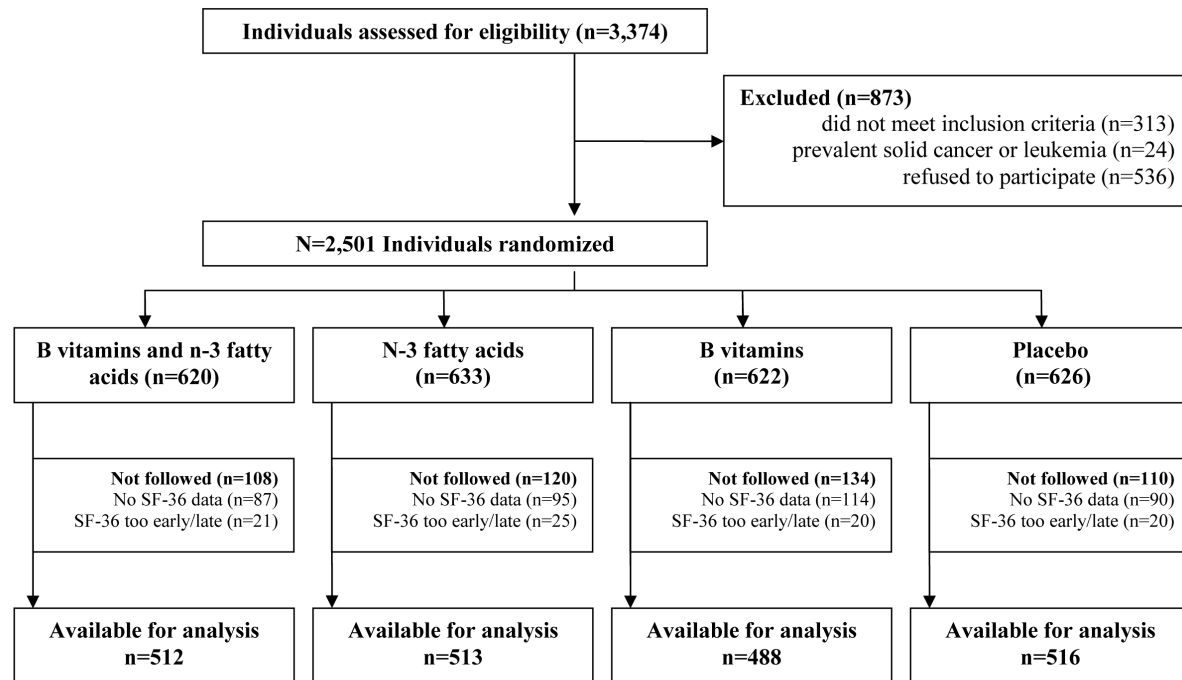 Individuals assessed for eligibility (n=3,374)
Excluded (n=873)
did not meet inclusion criteria (n=313)
prevalent solid cancer or leukemia (n=24)
refused to participate (n=536)
N=2,501 Individuals randomized
B vitamins and n-3 fatty
acids (n=620)
N-3 fatty acids
(n=633)
B vitamins
(n=622)
Placebo
(n=626)
Not followed (n=108)
No SF-36 data (n=87)
SF-36 too early/late (n=21)
Not followed (n=120)
No SF-36 data (n=95)
SF-36 too early/late (n=25)
Not followed (n=134)
No SF-36 data (n=114)
SF-36 too early/late (n=20)
Not followed (n=110)
No SF-36 data (n=90)
SF-36 too early/late (n=20)
Available for analysis
n=512
Available for analysis
n=513
Available for analysis
n=488
Available for analysis
n=516